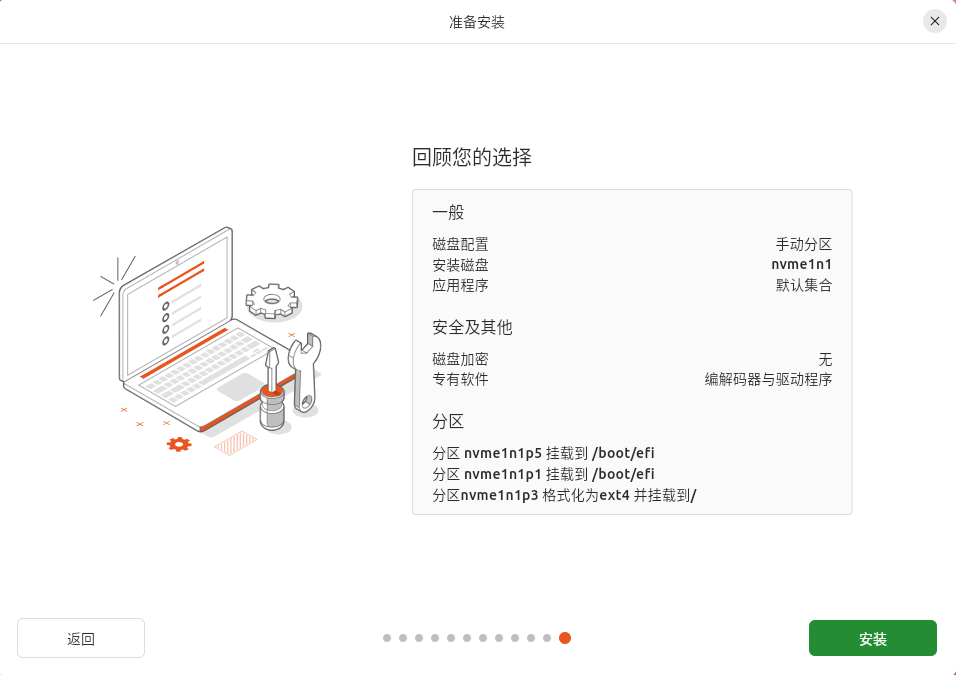 准备安装
回顾您的选择
一般
磁盘配置 手动分区
安装磁盘 nvme1n1
应用程序 默认集合
安全及其他
磁盘加密 无
专有软件 编解码器与驱动程序
分区
分区 nvme1n1p5 挂载到 /boot/efi
分区 nvme1n1p1 挂载到 /boot/efi
分区nvme1n1p3 格式化为ext4 并挂载到/
返回
安装